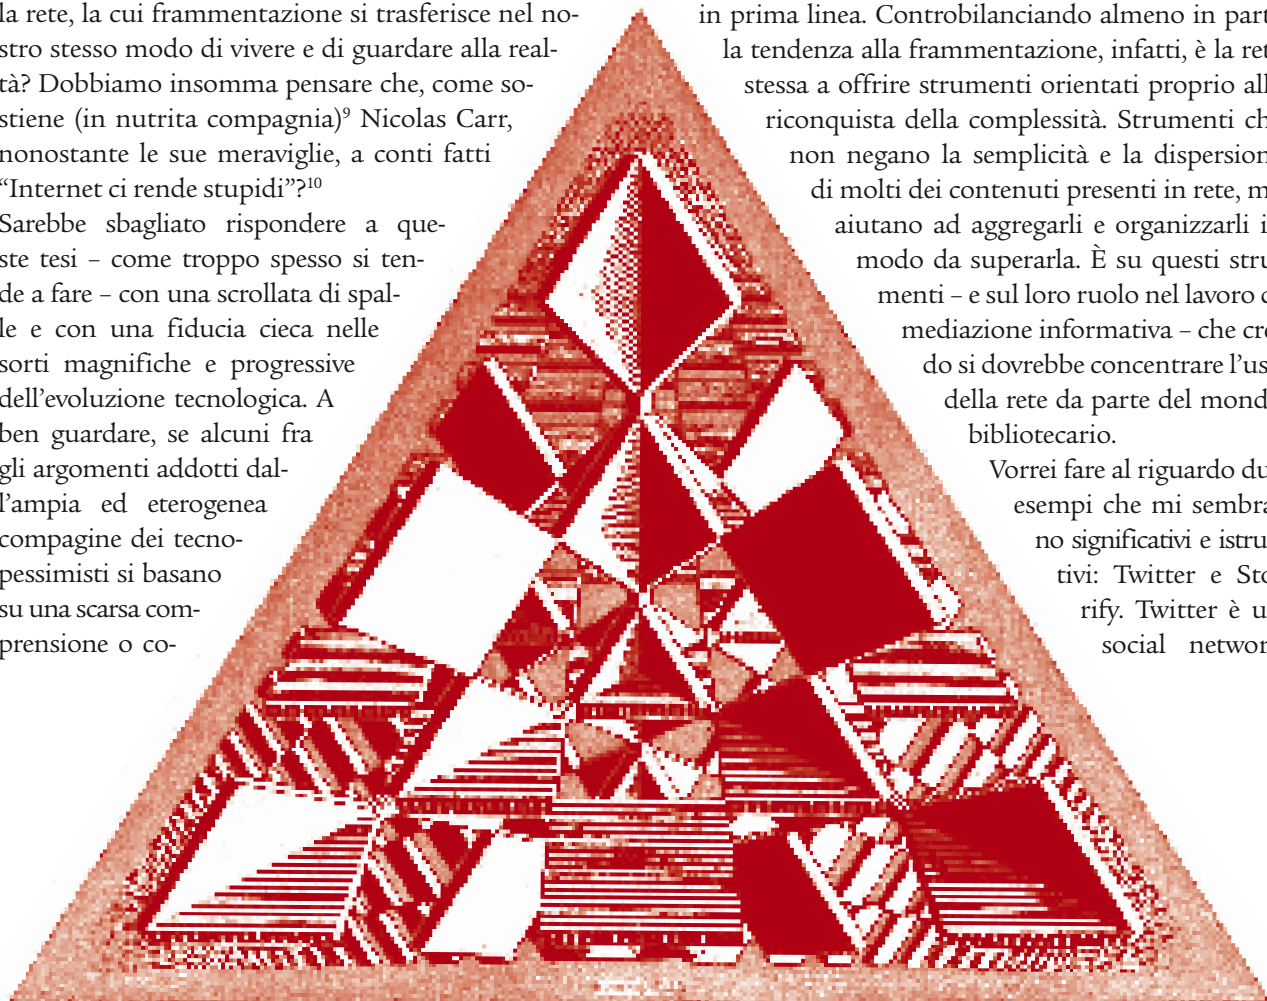 la rete, la cui frammentazione si trasferisce nel no-
stro stesso modo di vivere e di guardare alla real-
tà? Dobbiamo insomma pensare che, come so-
stiene (in nutrita compagnia)⁹ Nicolas Carr,
nonostante le sue meraviglie, a conti fatti
“Internet ci rende stupidi”?¹⁰
Sarebbe sbagliato rispondere a que-
ste tesi – come troppo spesso si ten-
de a fare – con una scrollata di spal-
le e con una fiducia cieca nelle
sorti magnifiche e progressive
dell’evoluzione tecnologica. A
ben guardare, se alcuni fra
gli argomenti addotti dal-
l’ampia ed eterogenea
compagine dei tecno-
pessimisti si basano
su una scarsa com-
prensione o co-
in prima linea. Controbilanciando almeno in part
la tendenza alla frammentazione, infatti, è la ret
stessa a offrire strumenti orientati proprio all
riconquista della complessità. Strumenti ch
non negano la semplicità e la dispersion
di molti dei contenuti presenti in rete, m
aiutano ad aggregarli e organizzarli i
modo da superarla. È su questi stru
menti – e sul loro ruolo nel lavoro d
mediazione informativa – che cre
do si dovrebbe concentrare l’us
della rete da parte del mond
bibliotecario.
Vorrei fare al riguardo du
esempi che mi sembra
no significativi e istru
tivi: Twitter e Sto
rify. Twitter è u
social networ